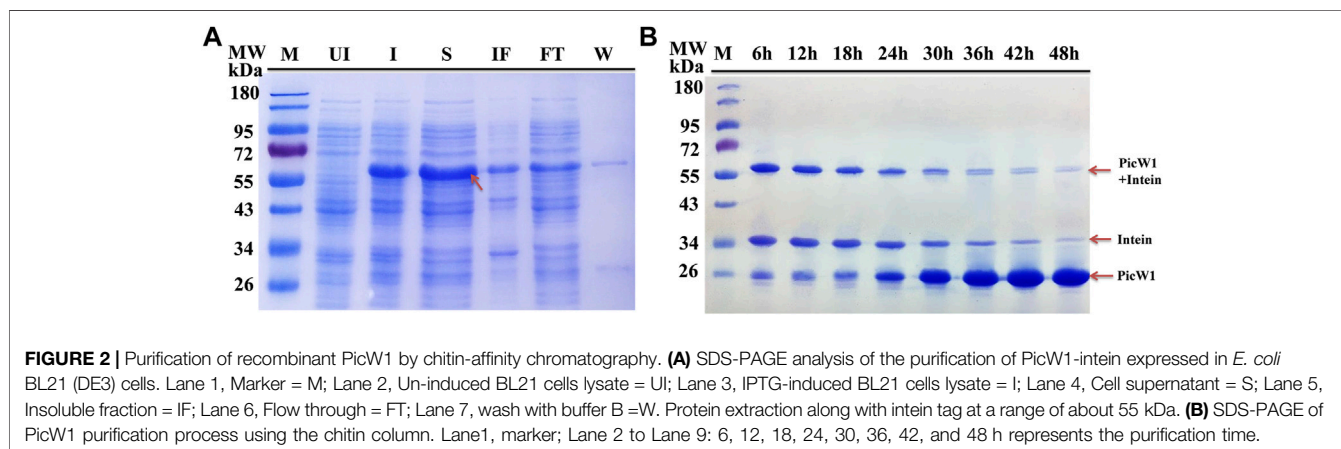 A
MW M UI I S IF FT W
kDa
180
95
72
55
43
34
26
B
MW M 6h 12h 18h 24h 30h 36h 42h 48h
kDa
180
95
72
55
43
34
26
PicW1
+Intein
Intein
PicW1
FIGURE 2 | Purification of recombinant PicW1 by chitin-affinity chromatography. (A) SDS-PAGE analysis of the purification of PicW1-intein expressed in E. coli
BL21 (DE3) cells. Lane 1, Marker = M; Lane 2, Un-induced BL21 cells lysate = UI; Lane 3, IPTG-induced BL21 cells lysate = I; Lane 4, Cell supernatant = S; Lane 5,
Insoluble fraction = IF; Lane 6, Flow through = FT; Lane 7, wash with buffer B =W. Protein extraction along with intein tag at a range of about 55 kDa. (B) SDS-PAGE of
PicW1 purification process using the chitin column. Lane1, marker; Lane 2 to Lane 9: 6, 12, 18, 24, 30, 36, 42, and 48 h represents the purification time.